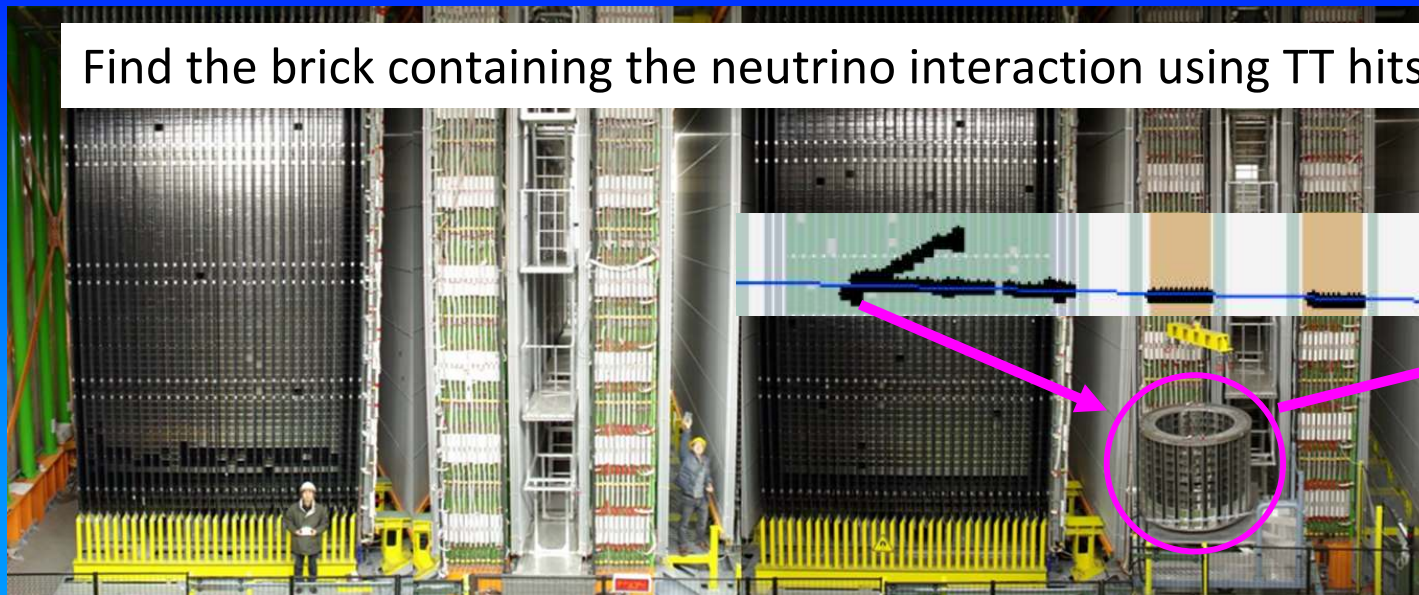 Find the brick containing the neutrino interaction using TT hits